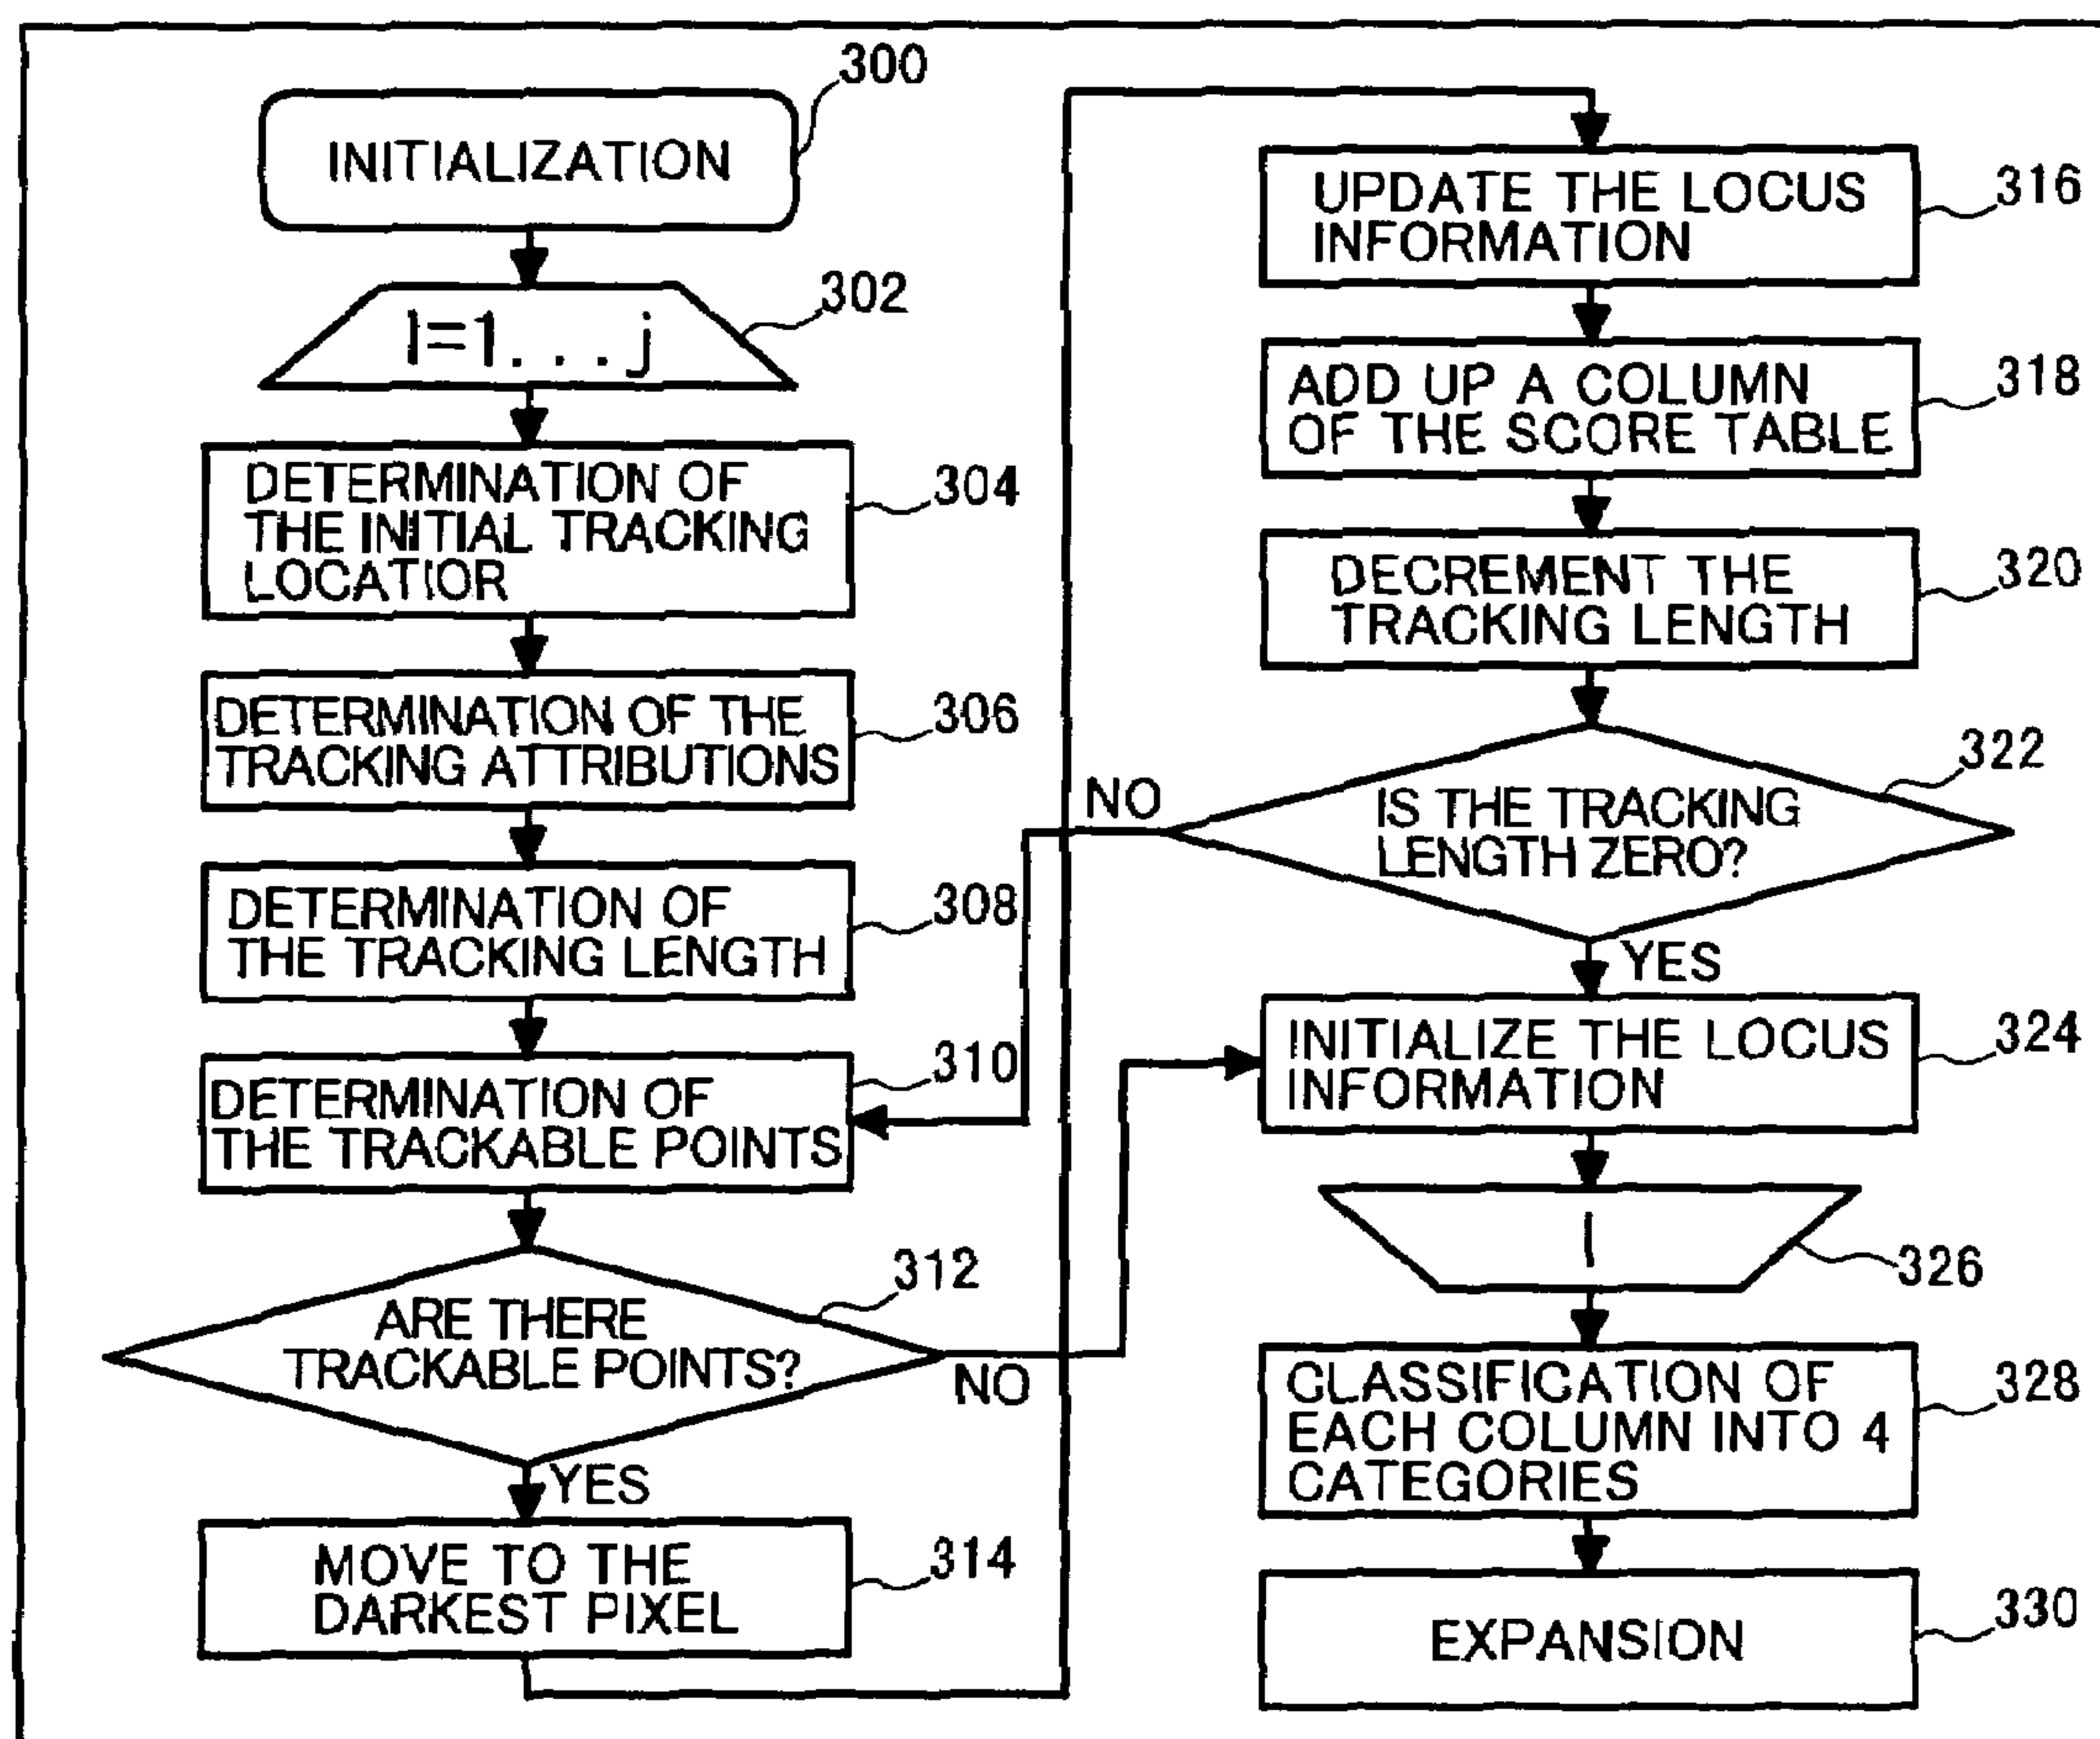 300
INITIALIZATION
302
I=1...j
304
DETERMINATION OF
THE INITIAL TRACKING
LOCATIOR
306
DETERMINATION OF THE
TRACKING ATTRIBUTIONS
308
DETERMINATION OF
THE TRACKING LENGTH
310
DETERMINATION OF
THE TRACKABLE POINTS
312
ARE THERE
TRACKABLE POINTS?
NO
YES
314
MOVE TO THE
DARKEST PIXEL
316
UPDATE THE LOCUS
INFORMATION
318
ADD UP A COLUMN
OF THE SCORE TABLE
320
DECREMENT THE
TRACKING LENGTH
322
NO
IS THE TRACKING
LENGTH ZERO?
YES
324
INITIALIZE THE LOCUS
INFORMATION
I
326
328
CLASSIFICATION OF
EACH COLUMN INTO 4
CATEGORIES
330
EXPANSION